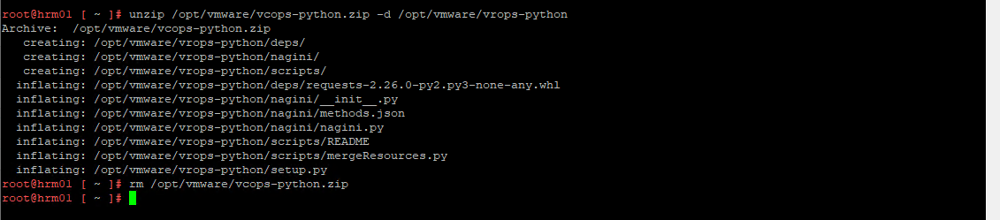 root@hrm01 [ ~ ]# unzip /opt/vmware/vcops-python.zip -d /opt/vmware/vrops-python
Archive:  /opt/vmware/vcops-python.zip
   creating: /opt/vmware/vrops-python/deps/
   creating: /opt/vmware/vrops-python/nagini/
   creating: /opt/vmware/vrops-python/scripts/
  inflating: /opt/vmware/vrops-python/deps/requests-2.26.0-py2.py3-none-any.whl
  inflating: /opt/vmware/vrops-python/nagini/__init__.py
  inflating: /opt/vmware/vrops-python/nagini/methods.json
  inflating: /opt/vmware/vrops-python/nagini/nagini.py
  inflating: /opt/vmware/vrops-python/scripts/README
  inflating: /opt/vmware/vrops-python/scripts/mergeResources.py
  inflating: /opt/vmware/vrops-python/setup.py
root@hrm01 [ ~ ]# rm /opt/vmware/vcops-python.zip
root@hrm01 [ ~ ]#